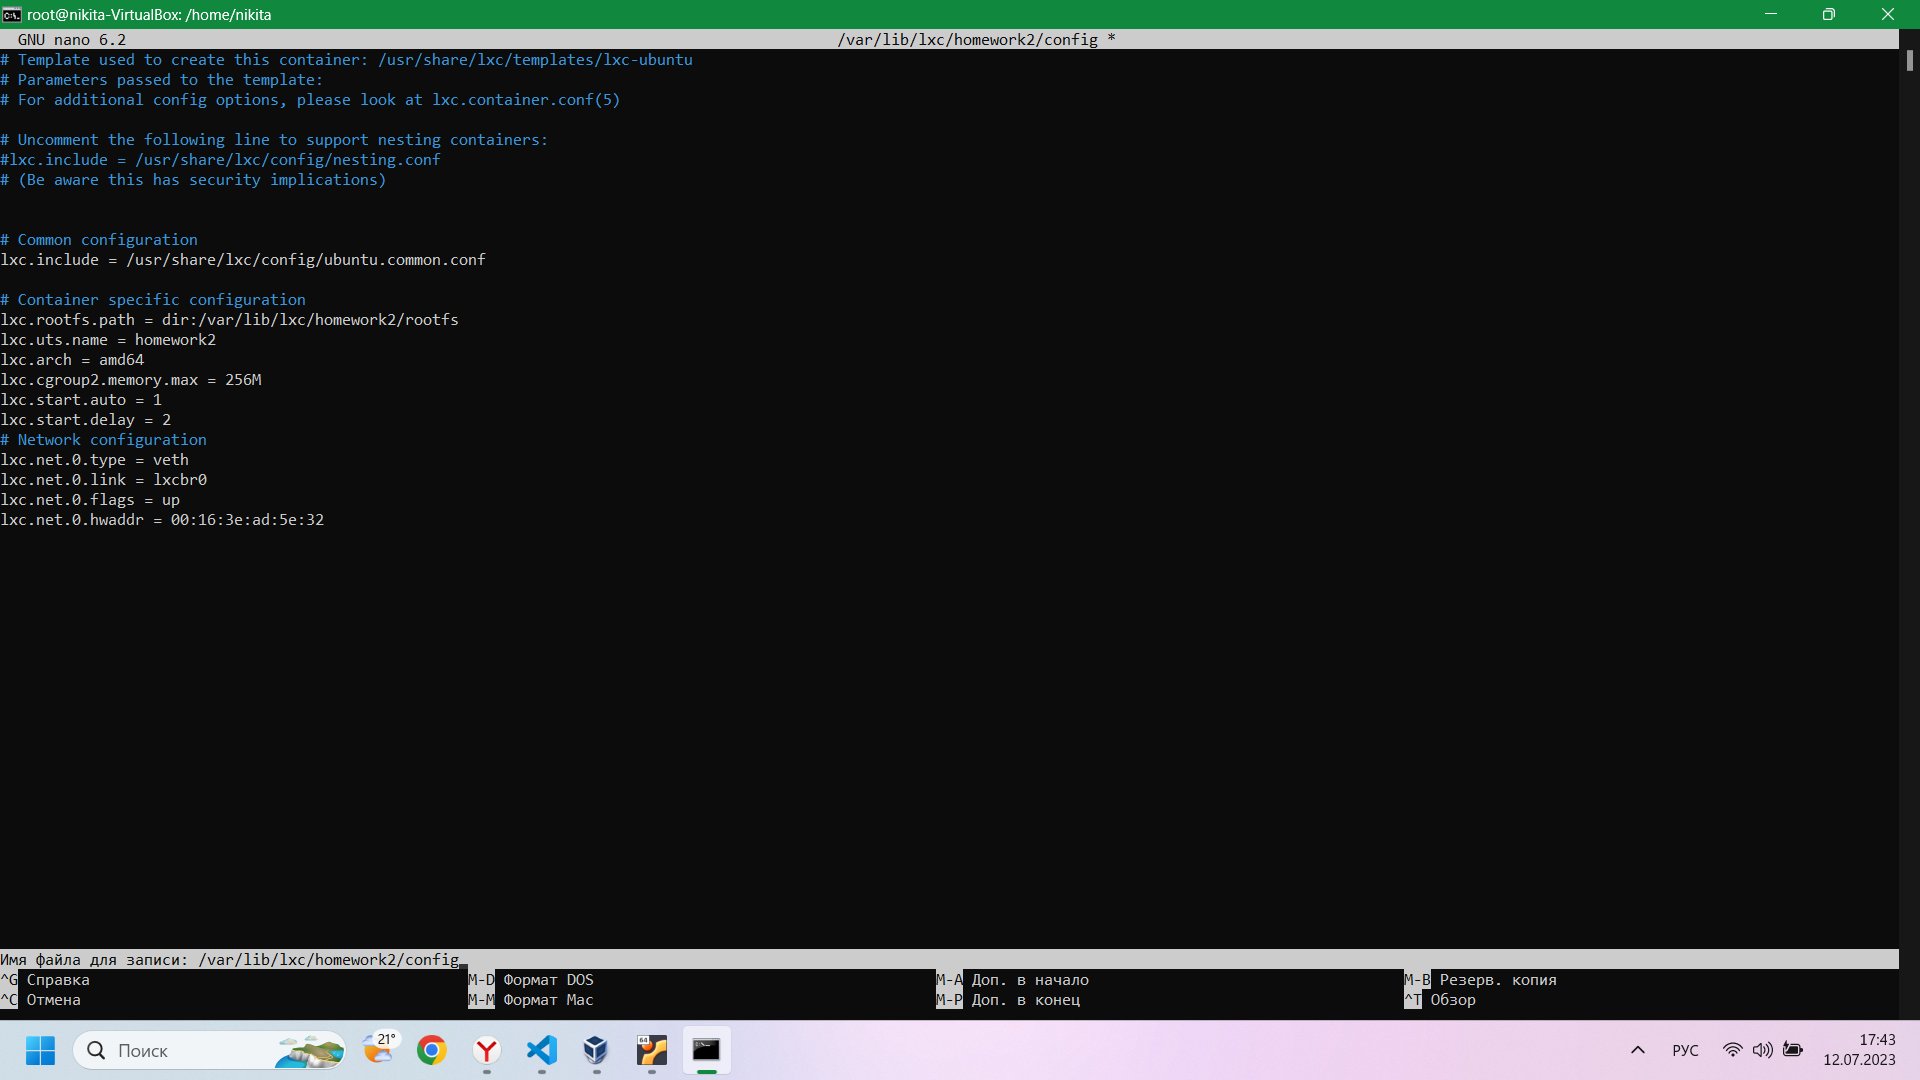 root@nikita-VirtualBox: /home/nikita
GNU nano 6.2 /var/lib/lxc/homework2/config *
# Template used to create this container: /usr/share/lxc/templates/lxc-ubuntu
# Parameters passed to the template:
# For additional config options, please look at lxc.container.conf(5)
# Uncomment the following line to support nesting containers:
#lxc.include = /usr/share/lxc/config/nesting.conf
# (Be aware this has security implications)
# Common configuration
lxc.include = /usr/share/lxc/config/ubuntu.common.conf
# Container specific configuration
lxc.rootfs.path = dir:/var/lib/lxc/homework2/rootfs
lxc.uts.name = homework2
lxc.arch = amd64
lxc.cgroup2.memory.max = 256M
lxc.start.auto = 1
lxc.start.delay = 2
# Network configuration
lxc.net.0.type = veth
lxc.net.0.link = lxcbr0
lxc.net.0.flags = up
lxc.net.0.hwaddr = 00:16:3e:ad:5e:32
Имя файла для записи: /var/lib/lxc/homework2/config
^G Справка M-D Формат DOS M-A Доп. в начало M-B Резерв. копия
^C Отмена M-M Формат Mac M-P Доп. в конец ^T Обзор
Поиск 21° 64 РУС 17:43
12.07.2023